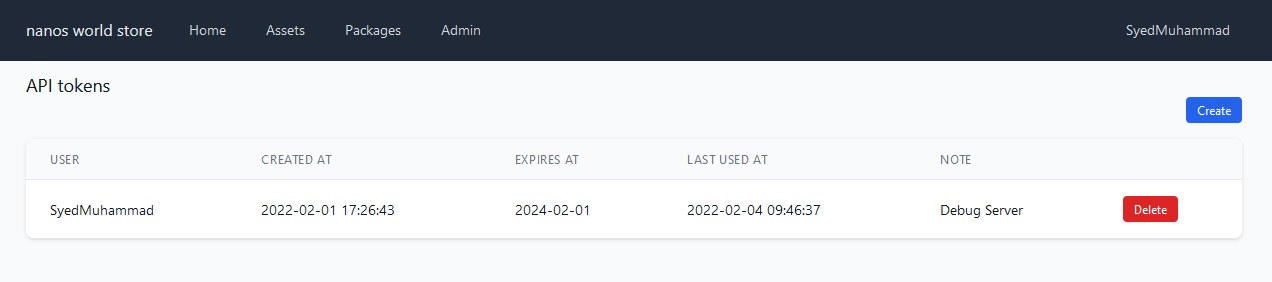 nanos world store Home Assets Packages Admin SyedMuhammad
API tokens
Create
USER CREATED AT EXPIRES AT LAST USED AT NOTE
SyedMuhammad 2022-02-01 17:26:43 2024-02-01 2022-02-04 09:46:37 Debug Server Delete